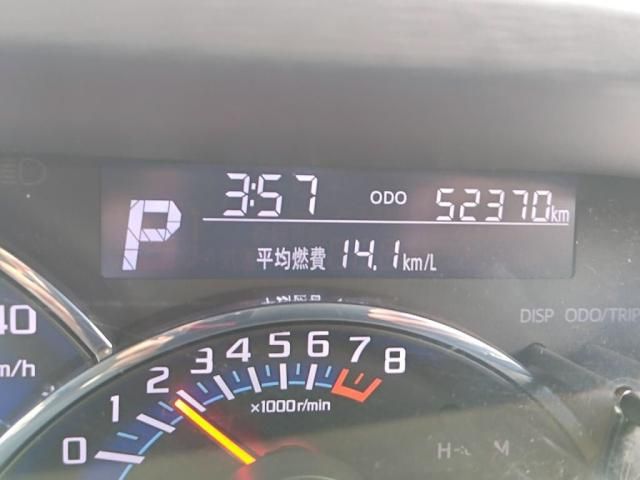 3:57 ODO 52370km
P
平均燃費 14.1km/L
DISP ODO/TRIP
40
km/h
0 1 2 3 4 5 6 7 8
×1000r/min